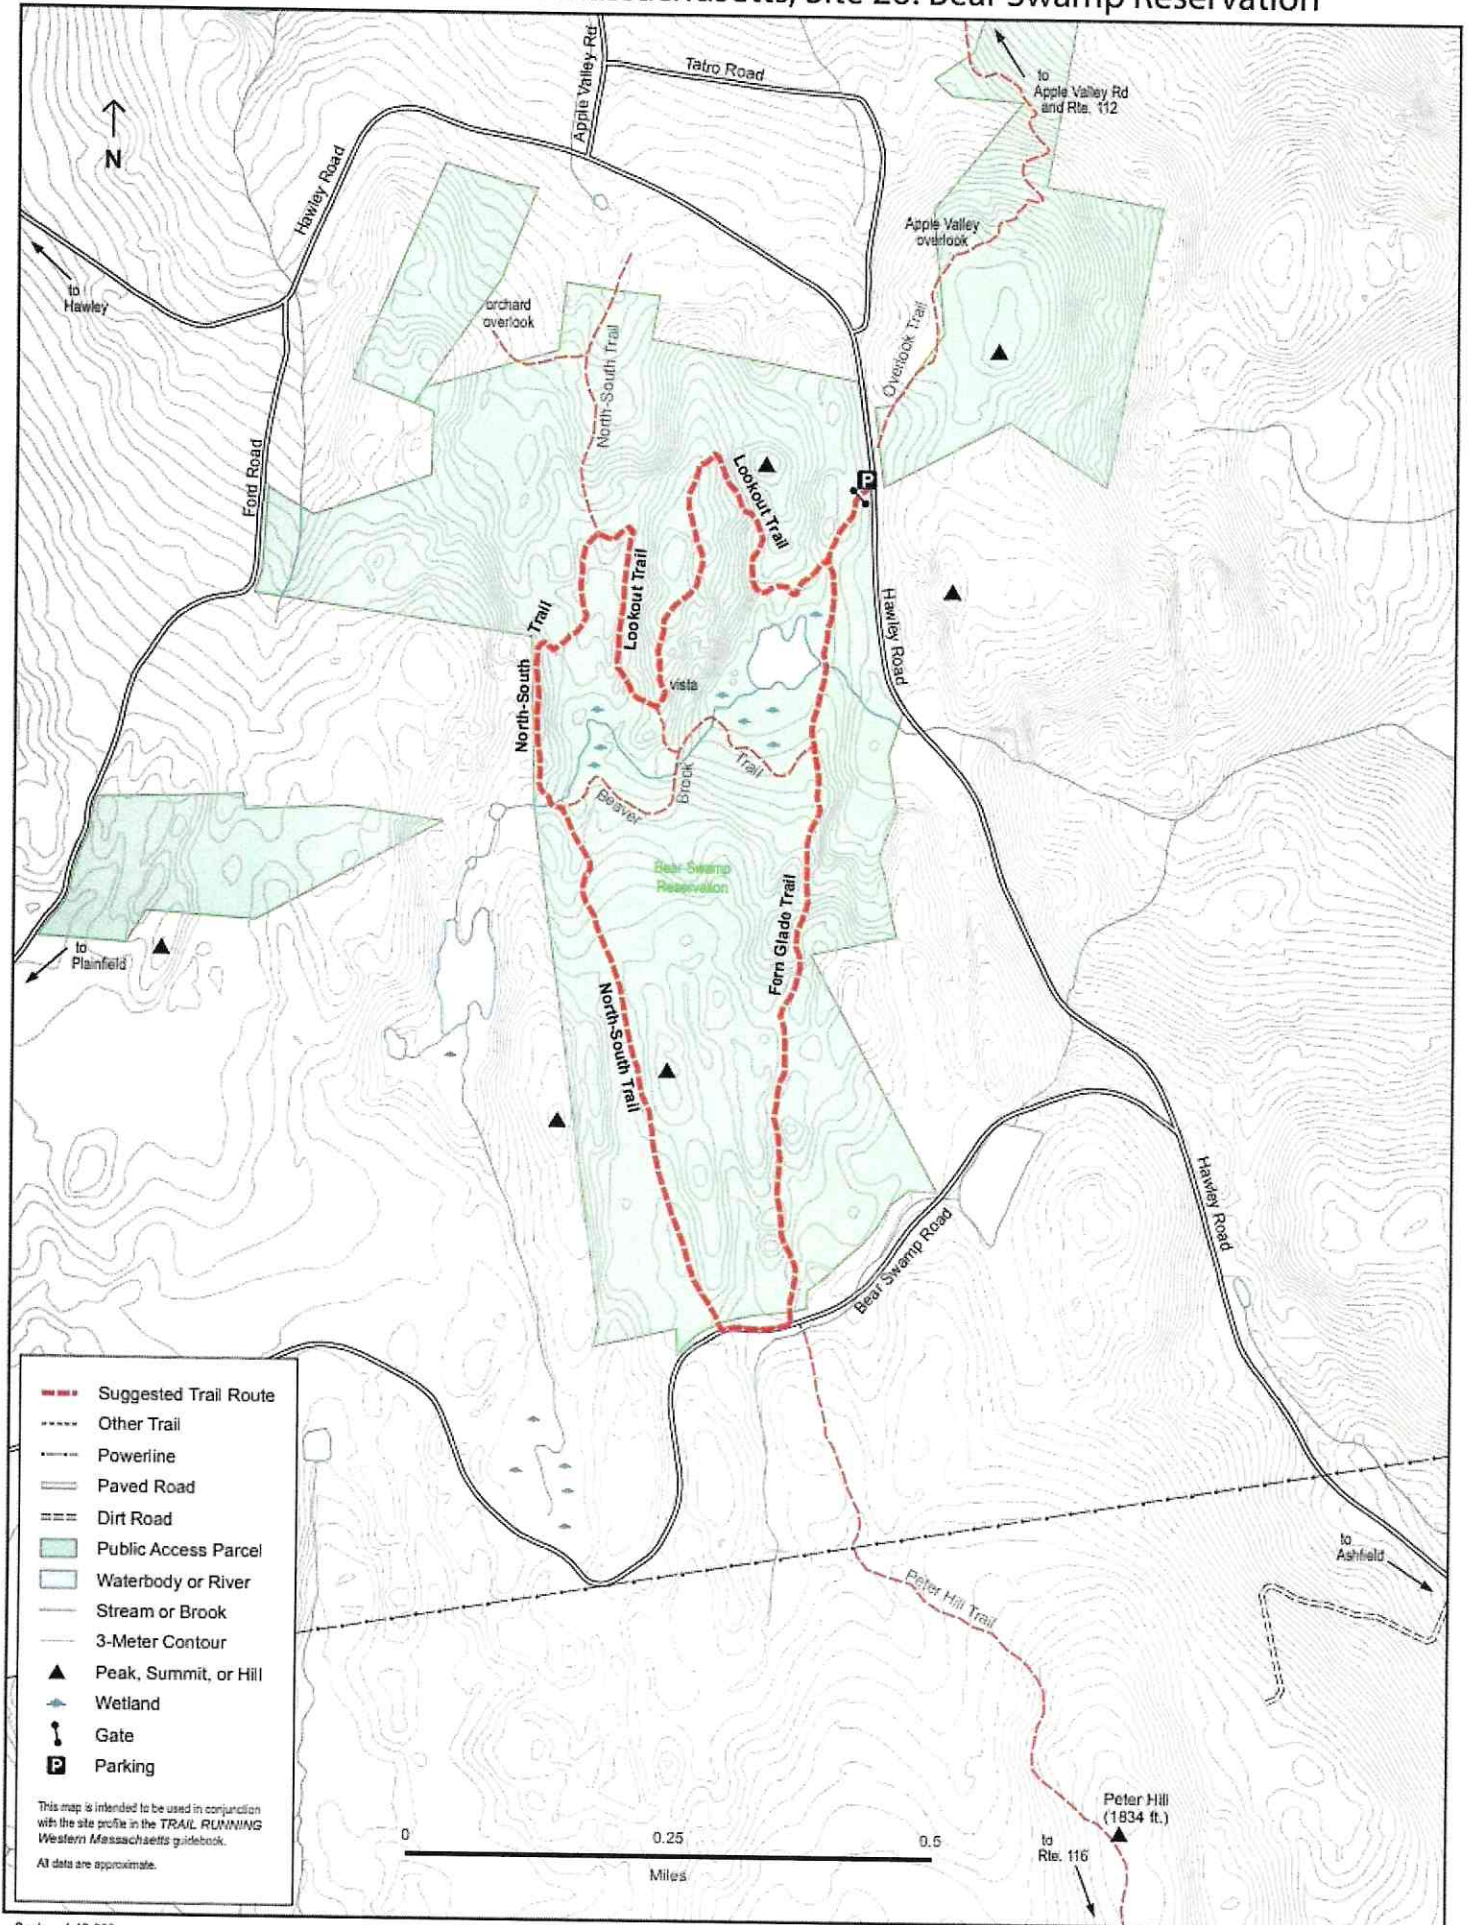 Site 26: Bear Swamp Reservation
Apple Valley Rd
Tatro Road
to
Apple Valley Rd
and Rte. 112
N
Hawley Road
Apple Valley
overlook
to
Hawley
orchard
overlook
North-South Trail
Overlook Trail
Ford Road
Lookout Trail
P
Lookout Trail
Trail
North-South
Hawley Road
vista
Trail
Brook
Beaver
Bear Swamp
Reservation
Fern Glade Trail
to
Plainfield
North-South Trail
Hawley Road
Bear Swamp Road
Suggested Trail Route
Other Trail
Powerline
Paved Road
Dirt Road
Public Access Parcel
Waterbody or River
Stream or Brook
3-Meter Contour
Peak, Summit, or Hill
Wetland
Gate
P Parking
This map is intended to be used in conjunction
with the site profile in the TRAIL RUNNING
Western Massachsetts guidebook.
All data are approximate.
to
Ashfield
Peter Hill Trail
Peter Hill
(1834 ft.)
to
Rte. 116
0 0.25 0.5
Miles